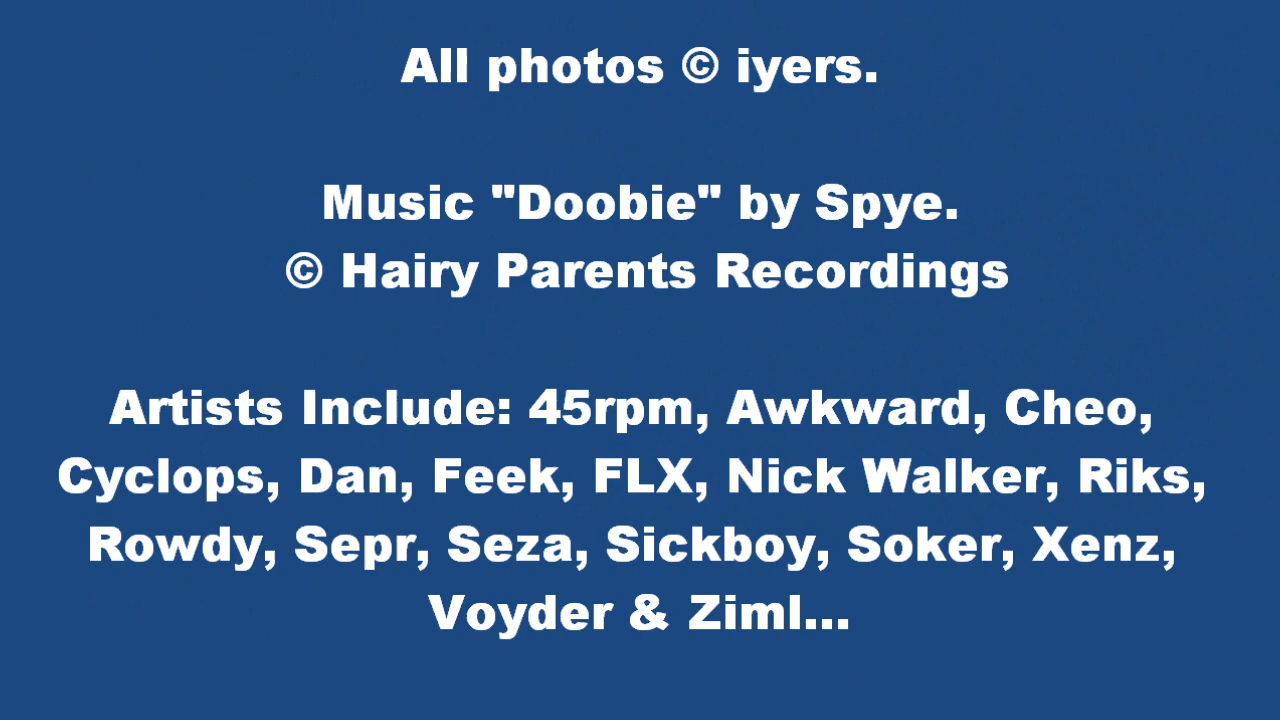 All photos © iyers.
Music "Doobie" by Spye.
© Hairy Parents Recordings
Artists Include: 45rpm, Awkward, Cheo,
Cyclops, Dan, Feek, FLX, Nick Walker, Riks,
Rowdy, Sepr, Seza, Sickboy, Soker, Xenz,
Voyder & Ziml...